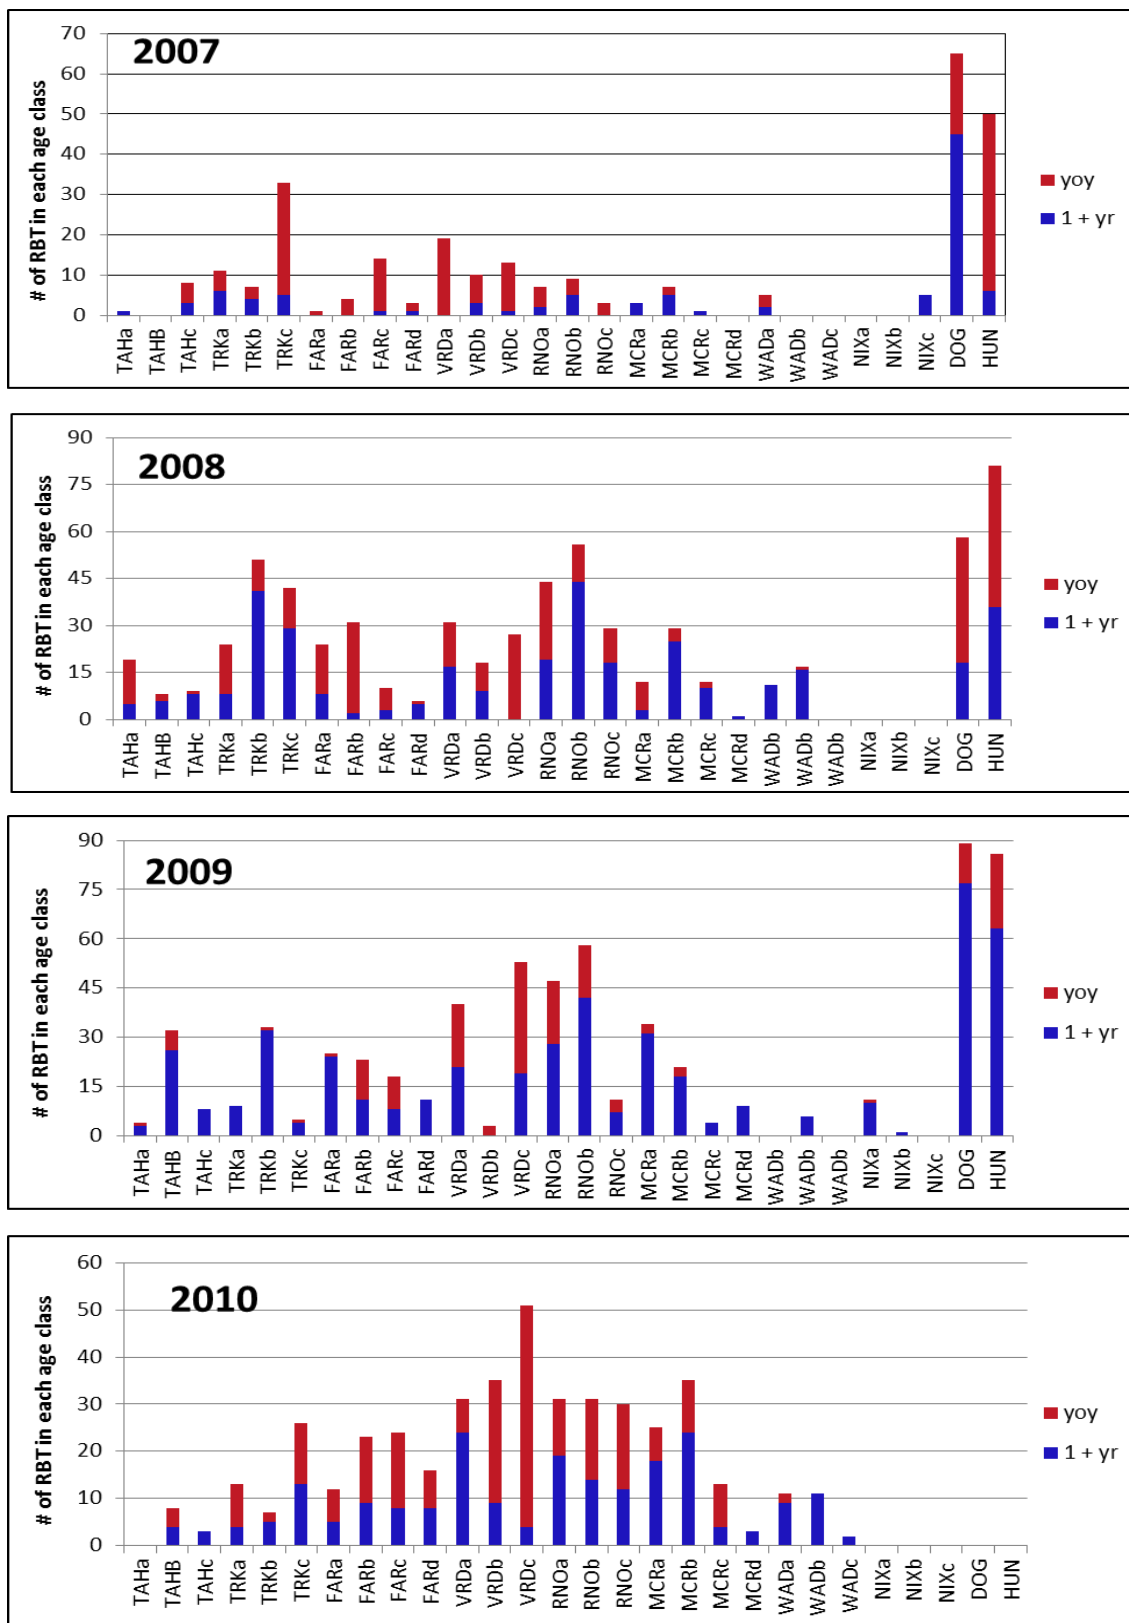 2007
# of RBT in each age class
70
60
50
40
30
20
10
0
TAHa
TAHB
TAHc
TRKa
TRKb
TRKc
FARa
FARb
FARc
FARd
VRDa
VRDb
VRDc
RNOa
RNOb
RNOc
MCRa
MCRb
MCRc
MCRd
WADa
WADb
WADc
NIXa
NIXb
NIXc
DOG
HUN
yoy
1 + yr
2008
# of RBT in each age class
90
75
60
45
30
15
0
TAHa
TAHB
TAHc
TRKa
TRKb
TRKc
FARa
FARb
FARc
FARd
VRDa
VRDb
VRDc
RNOa
RNOb
RNOc
MCRa
MCRb
MCRc
MCRd
WADb
WADb
WADb
NIXa
NIXb
NIXc
DOG
HUN
yoy
1 + yr
2009
# of RBT in each age class
90
75
60
45
30
15
0
TAHa
TAHB
TAHc
TRKa
TRKb
TRKc
FARa
FARb
FARc
FARd
VRDa
VRDb
VRDc
RNOa
RNOb
RNOc
MCRa
MCRb
MCRc
MCRd
WADb
WADb
WADb
NIXa
NIXb
NIXc
DOG
HUN
yoy
1 + yr
2010
# of RBT in each age class
60
50
40
30
20
10
0
TAHa
TAHB
TAHc
TRKa
TRKb
TRKc
FARa
FARb
FARc
FARd
VRDa
VRDb
VRDc
RNOa
RNOb
RNOc
MCRa
MCRb
MCRc
MCRd
WADa
WADb
WADc
NIXa
NIXb
NIXc
DOG
HUN
yoy
1 + yr